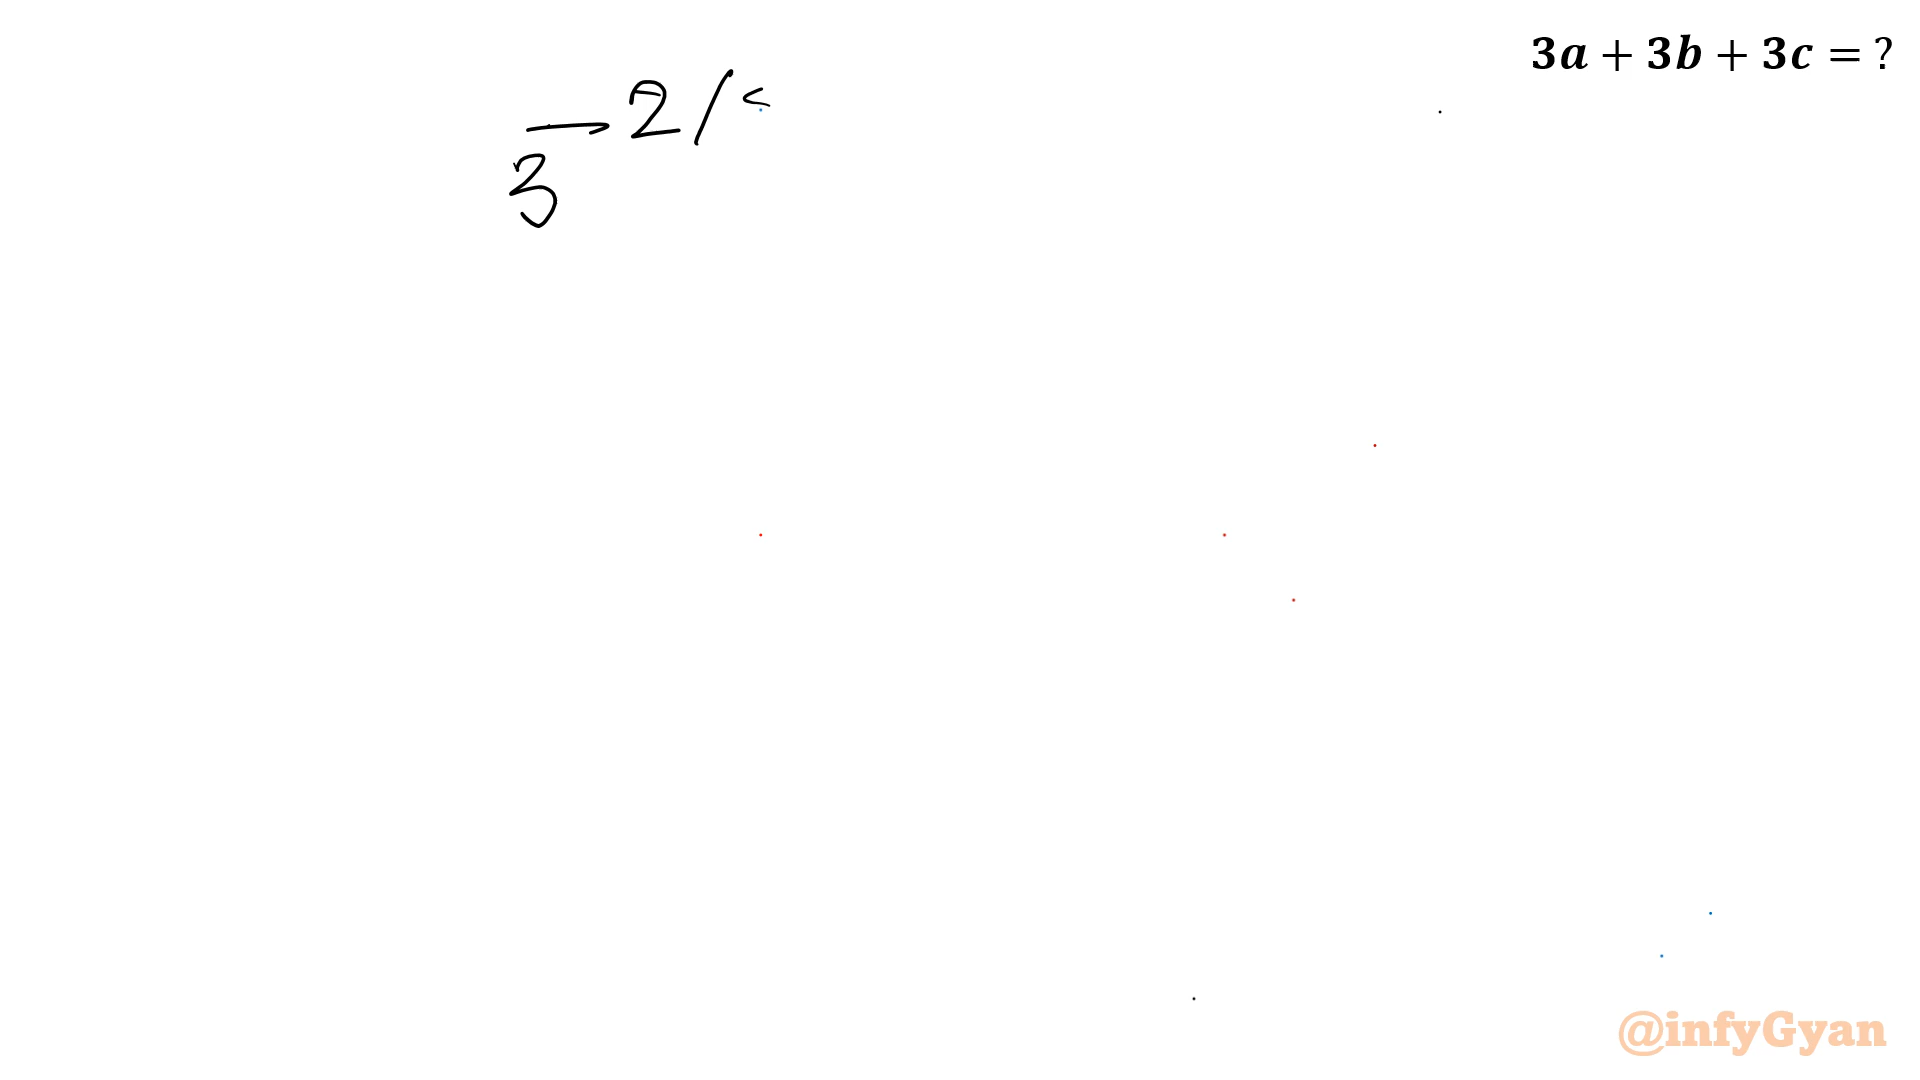 3a + 3b + 3c = ?
- 2 /
3
@infyGyan